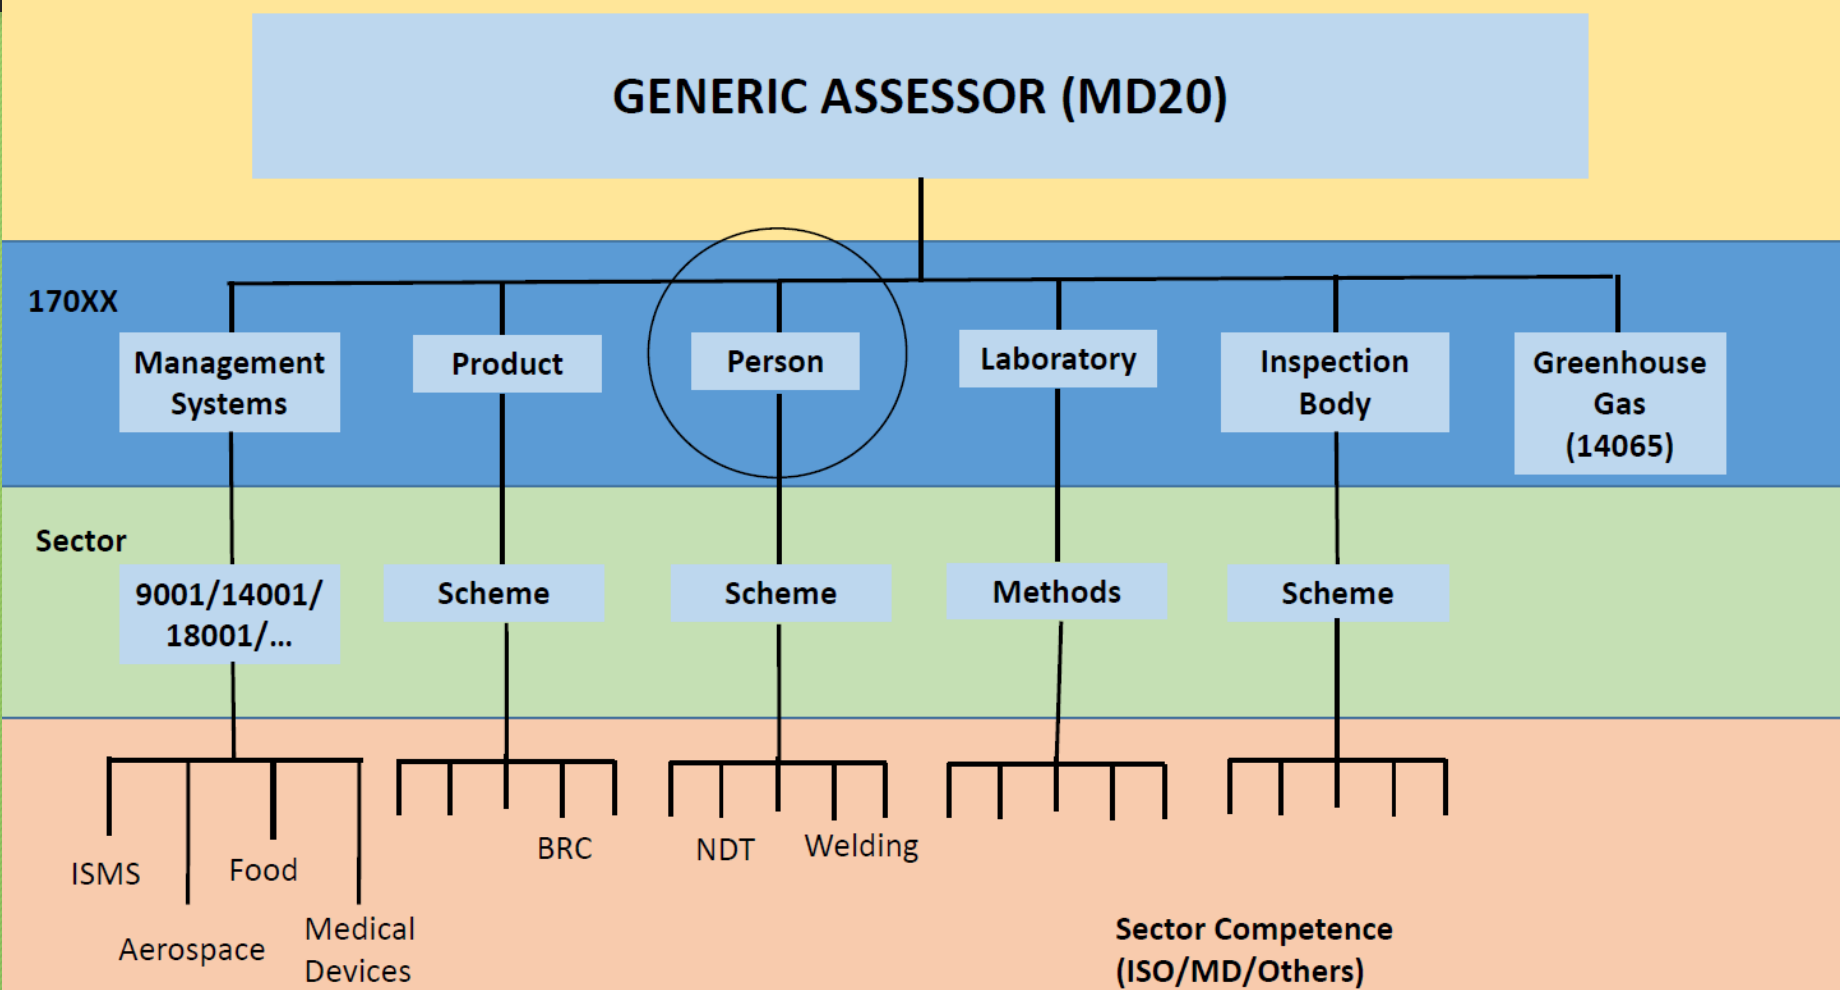 GENERIC ASSESSOR (MD20)
170XX
Management
Systems
Product
Person
Laboratory
Inspection
Body
Greenhouse
Gas
(14065)
Sector
9001/14001/
18001/...
Scheme
Scheme
Methods
Scheme
ISMS
Aerospace
Food
Medical
Devices
BRC
NDT
Welding
Sector Competence
(ISO/MD/Others)